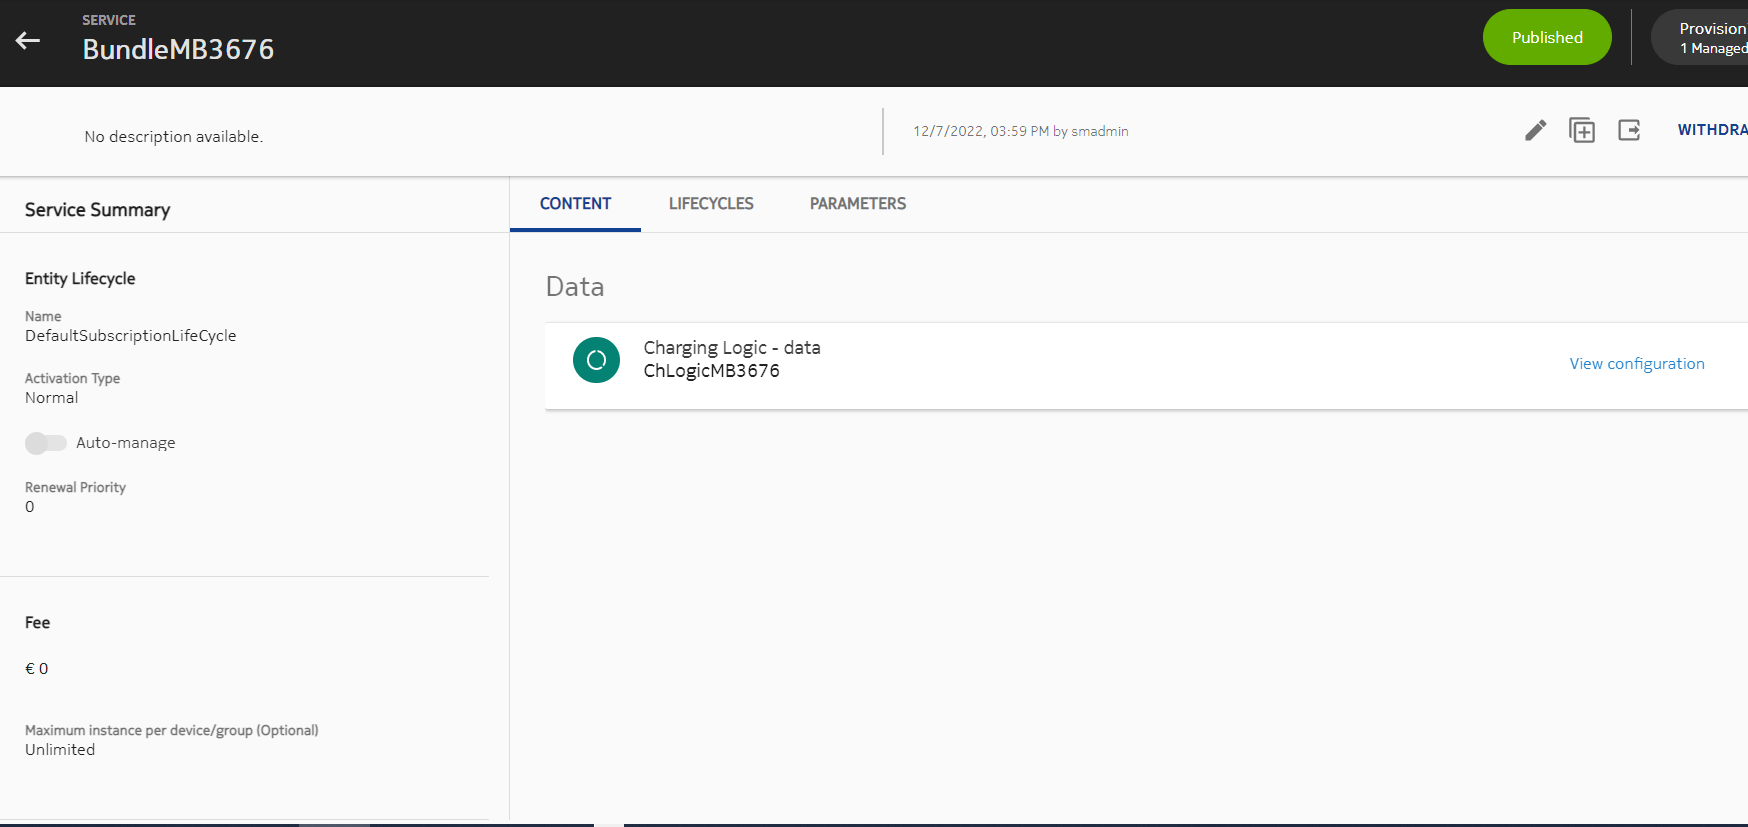 SERVICE
BundleMB3676
Published
Provision
1 Managed
No description available.
12/7/2022, 03:59 PM by smadmin
WITHDRA
Service Summary
CONTENT
LIFECYCLES
PARAMETERS
Entity Lifecycle
Name
DefaultSubscriptionLifeCycle
Activation Type
Normal
Auto-manage
Renewal Priority
0
Fee
€ 0
Maximum instance per device/group (Optional)
Unlimited
Data
Charging Logic - data
ChLogicMB3676
View configuration